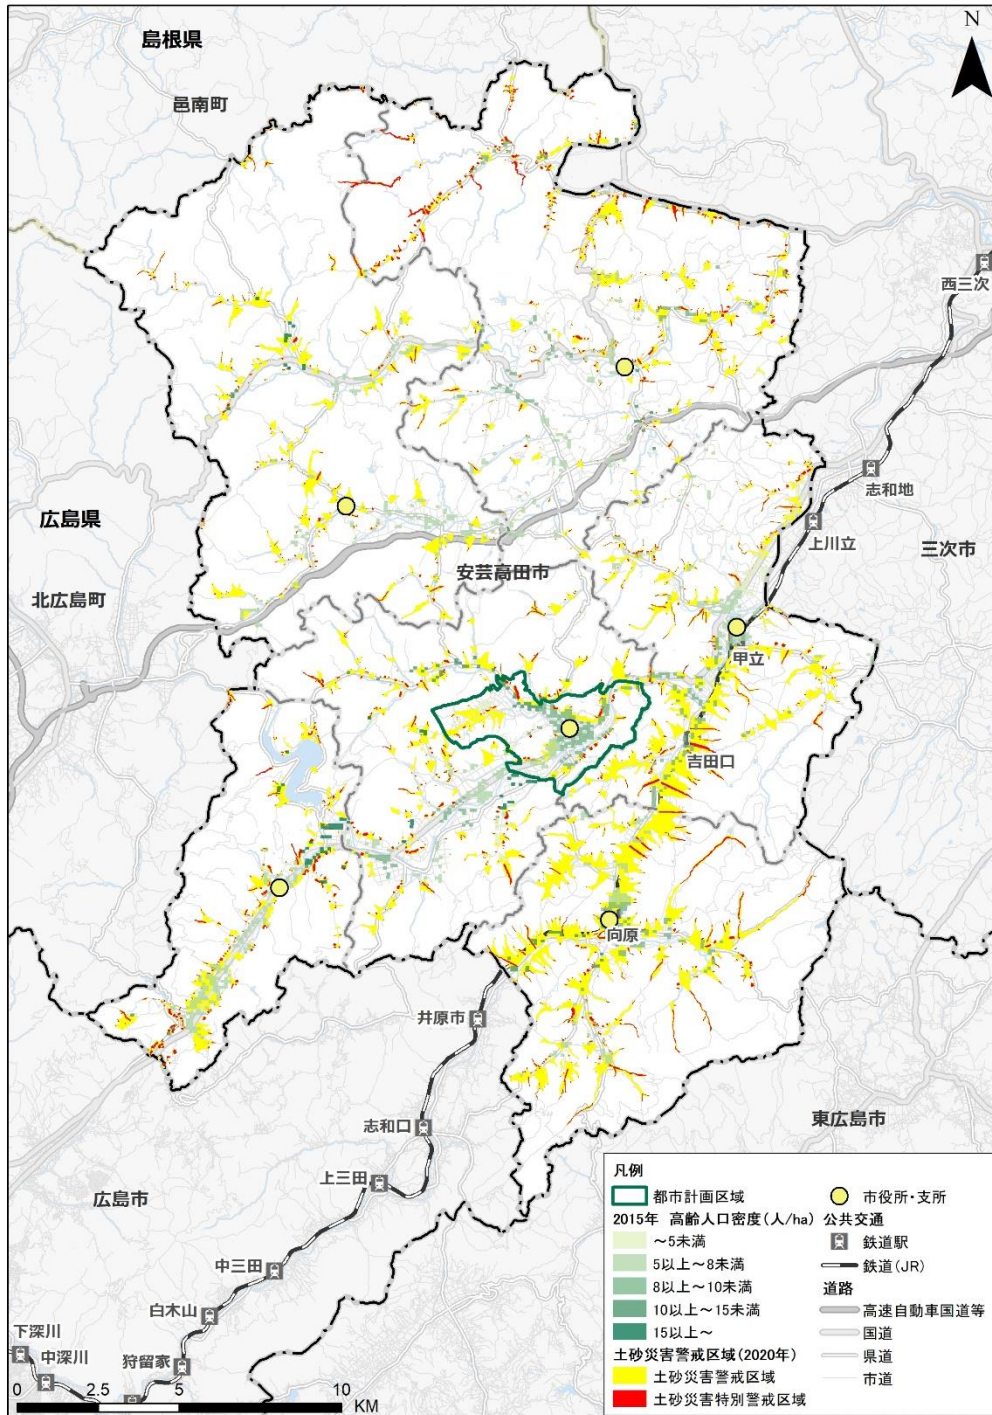 島根県
N
邑南町
西三次
志和地
広島県
上川立
三次市
安芸高田市
北広島町
甲立
吉田口
向原
井原市
東広島市
志和口
上三田
広島市
中三田
白木山
下深川
中深川
狩留家
0 2.5 5 10
KM
凡例
都市計画区域
市役所・支所
2015年 高齢人口密度(人/ha)
～5未満
5以上～8未満
8以上～10未満
10以上～15未満
15以上～
土砂災害警戒区域(2020年)
土砂災害警戒区域
土砂災害特別警戒区域
公共交通
鉄道駅
鉄道(JR)
道路
高速自動車国道等
国道
県道
市道